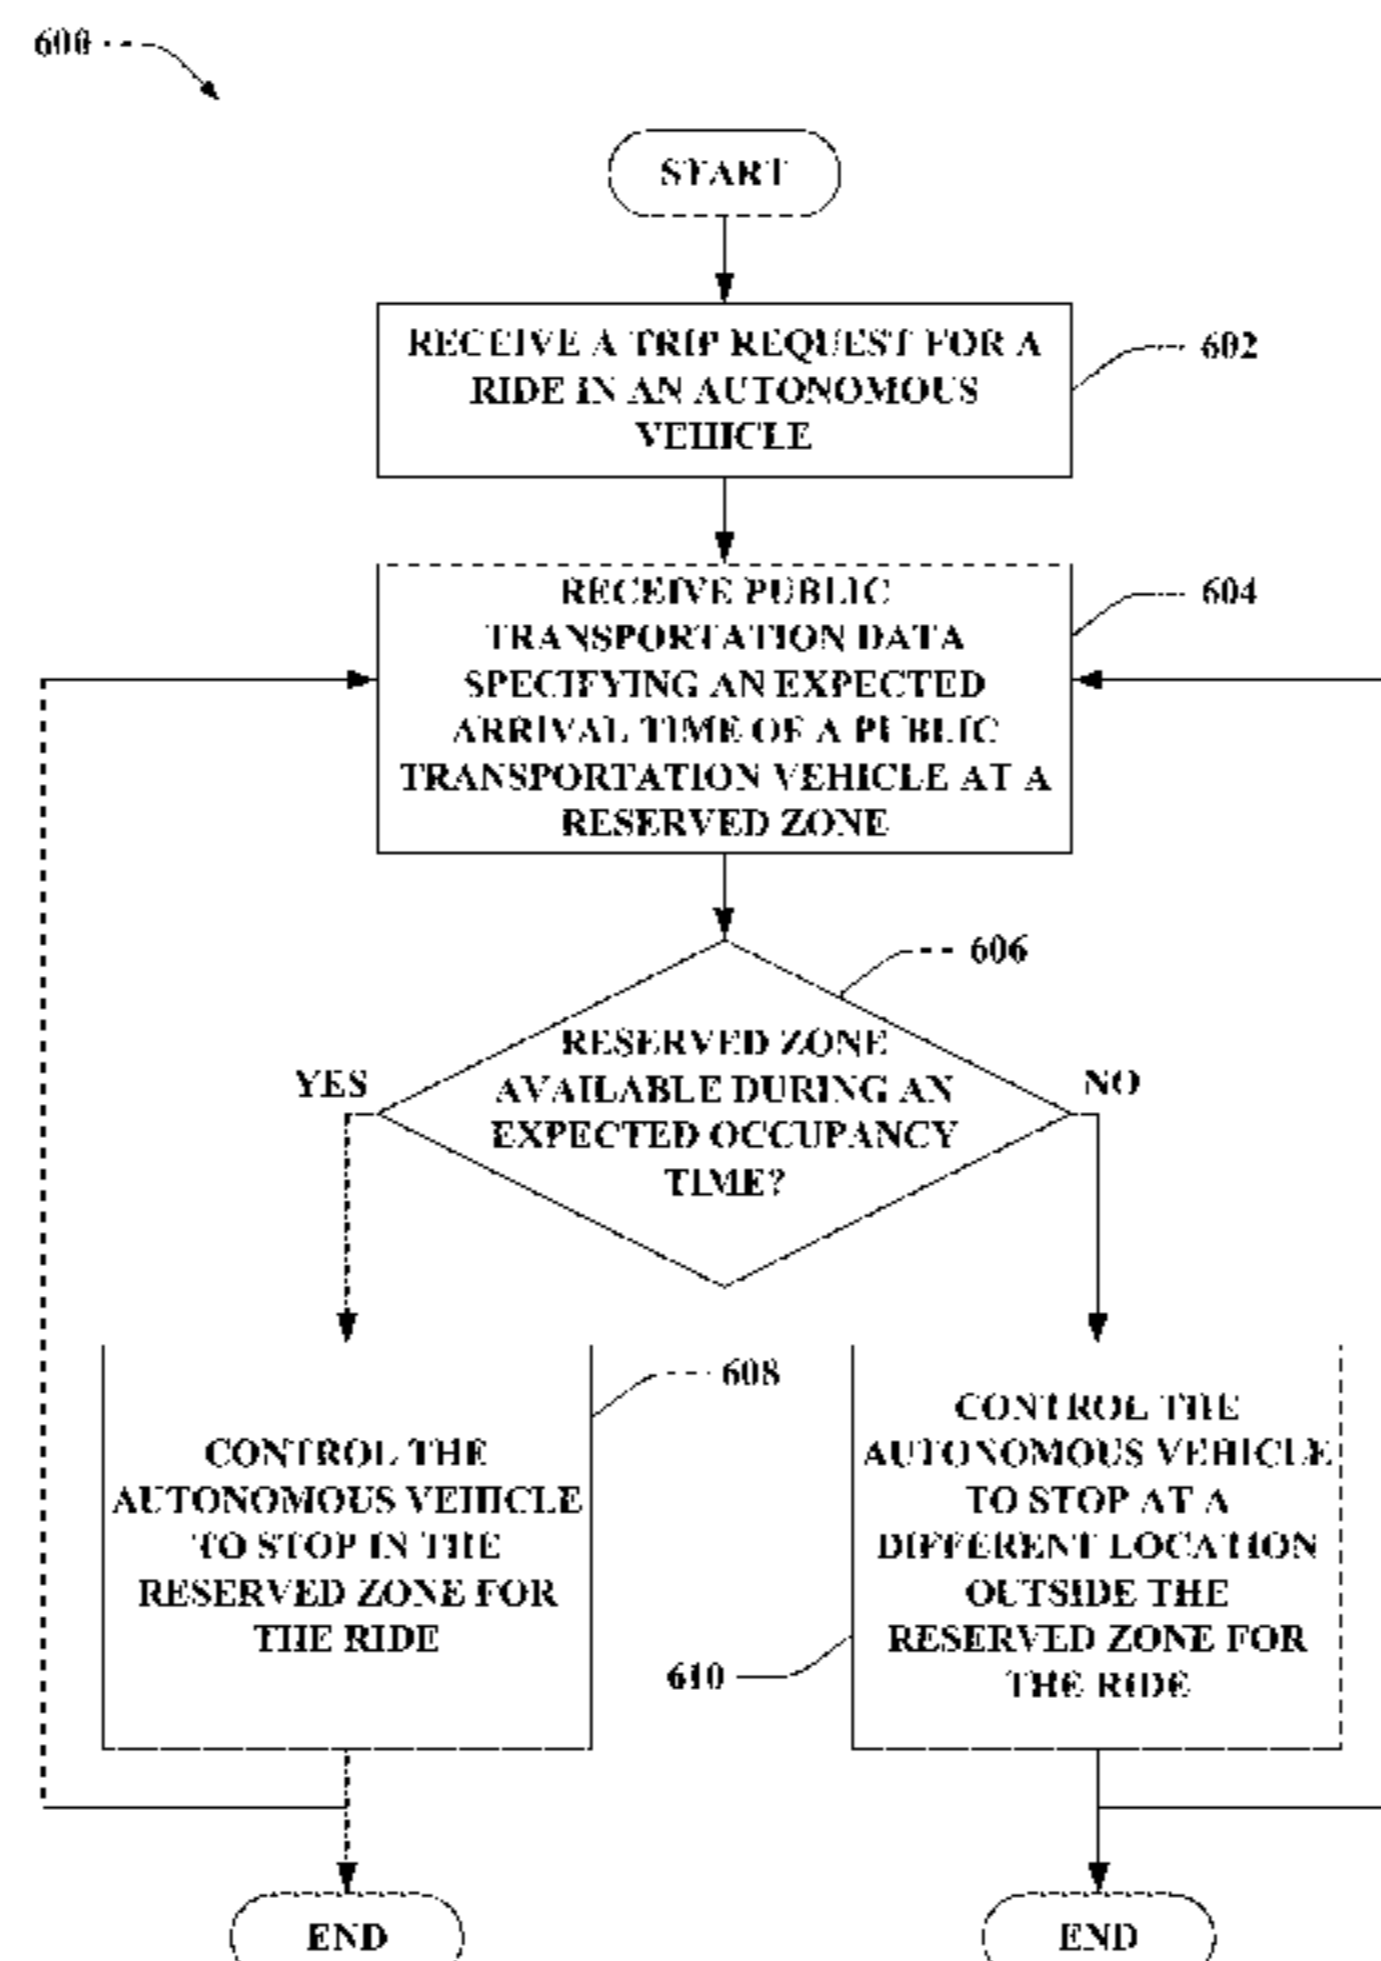 600
START
RECEIVE A TRIP REQUEST FOR A
RIDE IN AN AUTONOMOUS
VEHICLE
602
RECEIVE PUBLIC
TRANSPORTATION DATA
SPECIFYING AN EXPECTED
ARRIVAL TIME OF A PUBLIC
TRANSPORTATION VEHICLE AT A
RESERVED ZONE
604
606
RESERVED ZONE
AVAILABLE DURING AN
EXPECTED OCCUPANCY
TIME?
YES
NO
608
CONTROL THE
AUTONOMOUS VEHICLE
TO STOP IN THE
RESERVED ZONE FOR
THE RIDE
CONTROL THE
AUTONOMOUS VEHICLE
TO STOP AT A
DIFFERENT LOCATION
OUTSIDE THE
RESERVED ZONE FOR
THE RIDE
610
END
END